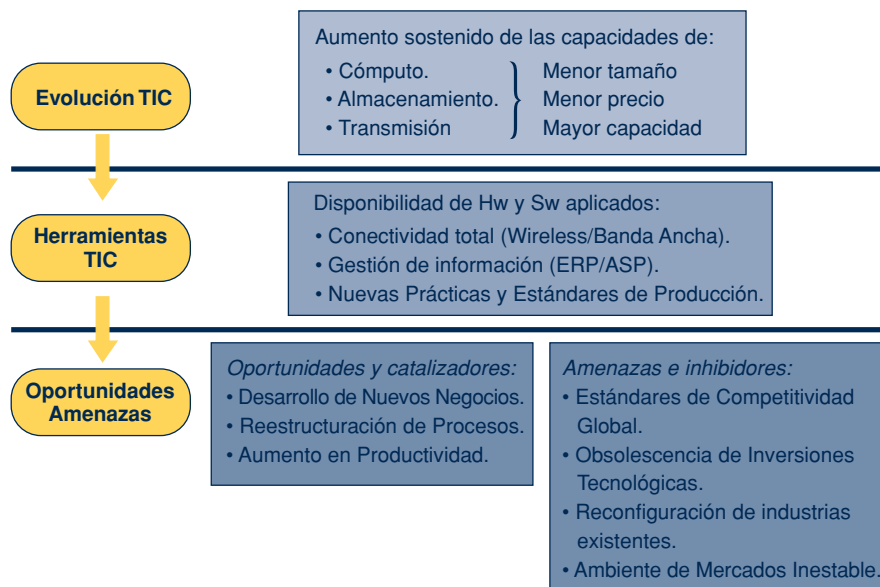 Evolución TIC
Aumento sostenido de las capacidades de:
• Cómputo.
• Almacenamiento.
• Transmisión
Menor tamaño
Menor precio
Mayor capacidad
Herramientas
TIC
Disponibilidad de Hw y Sw aplicados:
• Conectividad total (Wireless/Banda Ancha).
• Gestión de información (ERP/ASP).
• Nuevas Prácticas y Estándares de Producción.
Oportunidades
Amenazas
Oportunidades y catalizadores:
• Desarrollo de Nuevos Negocios.
• Reestructuración de Procesos.
• Aumento en Productividad.
Amenazas e inhibidores:
• Estándares de Competitividad
Global.
• Obsolescencia de Inversiones
Tecnológicas.
• Reconfiguración de industrias
existentes.
• Ambiente de Mercados Inestable.